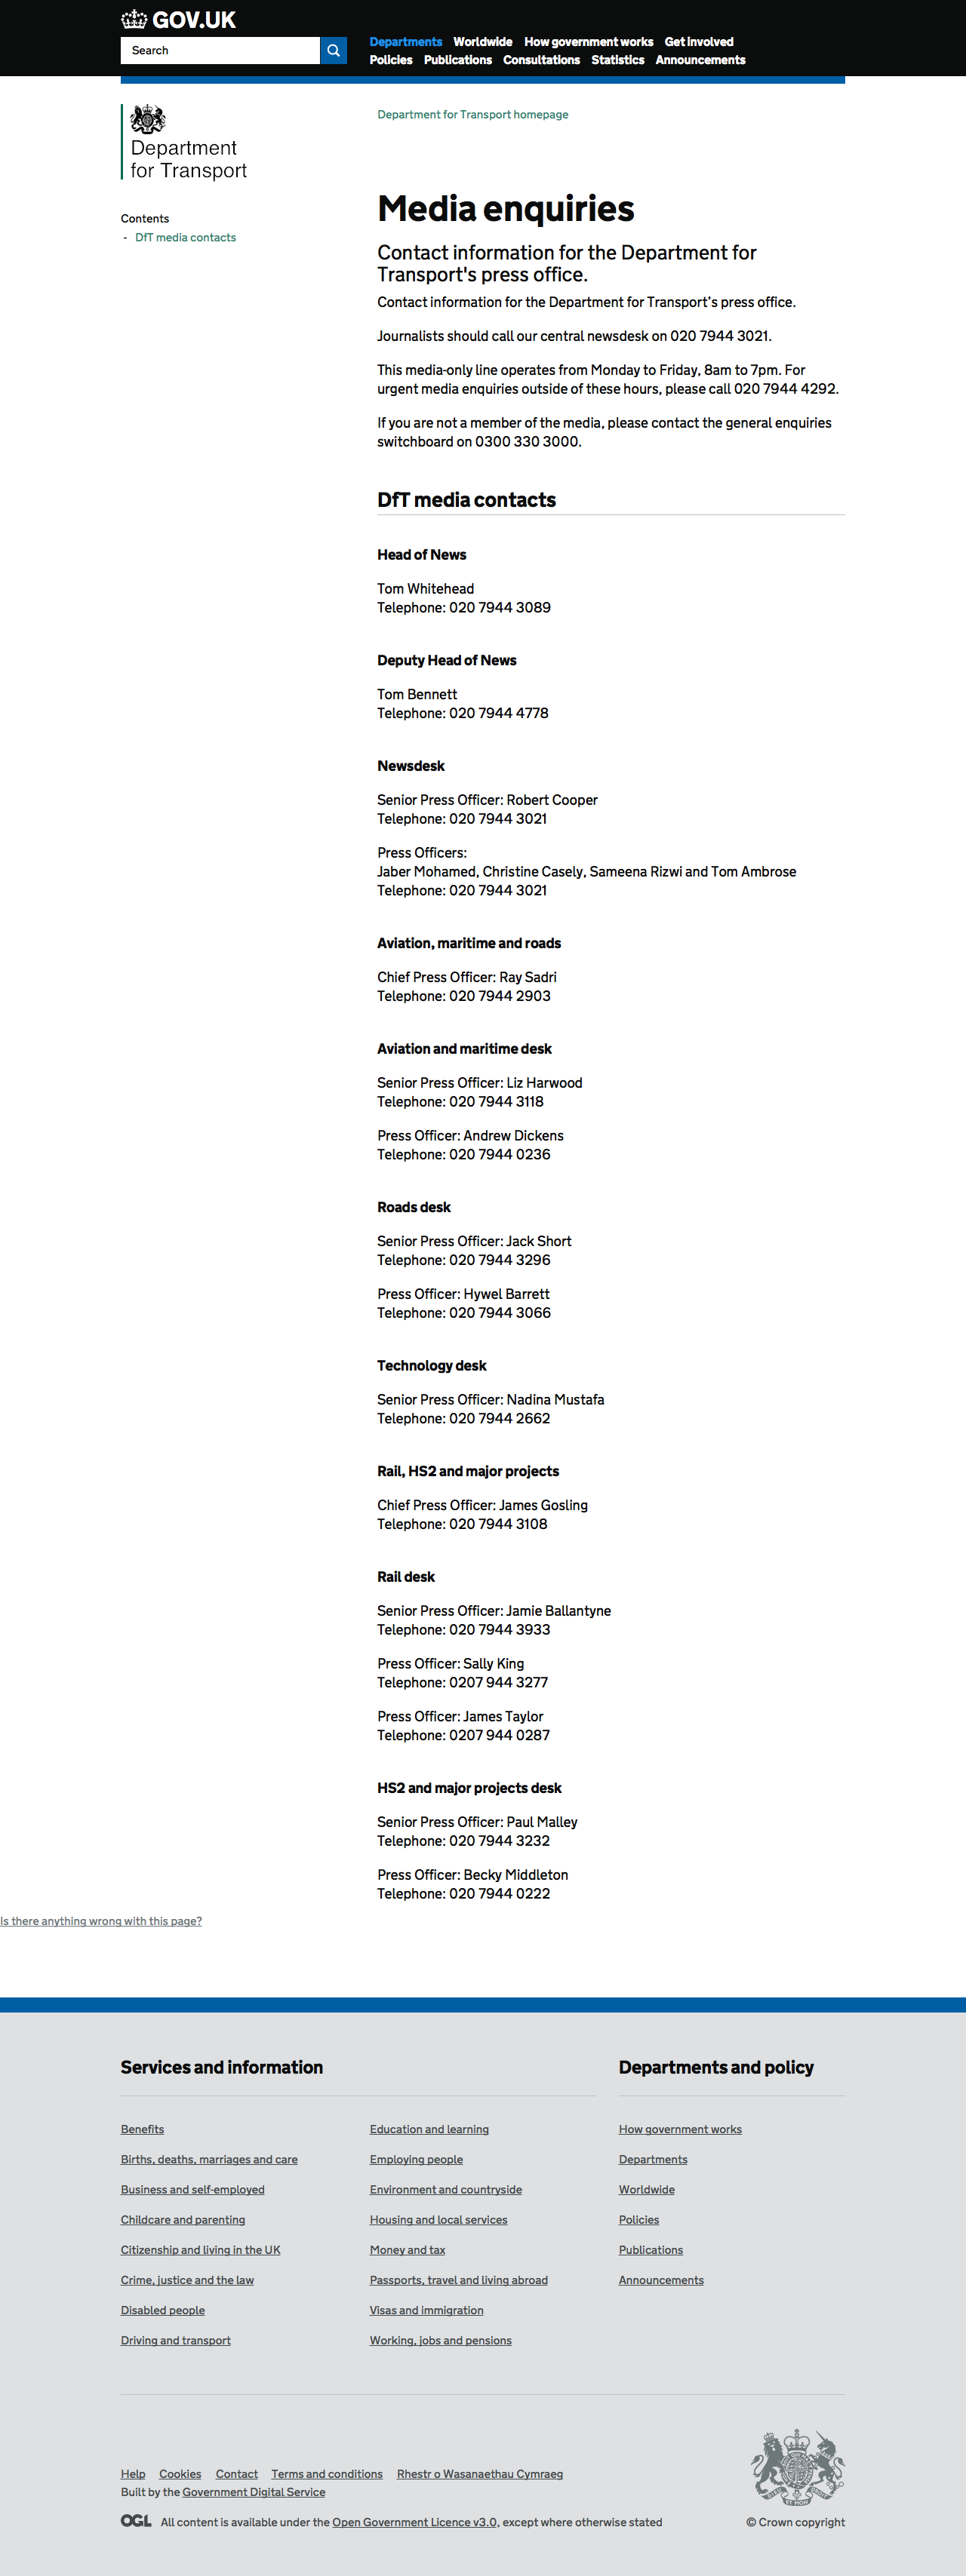 GOV.UK
Search
Departments Worldwide How government works Get involved
Policies Publications Consultations Statistics Announcements
Department
for Transport
Department for Transport homepage
Contents
- DfT media contacts
Media enquiries
Contact information for the Department for
Transport's press office.
Contact information for the Department for Transport’s press office.
Journalists should call our central newsdesk on 020 7944 3021.
This media-only line operates from Monday to Friday, 8am to 7pm. For
urgent media enquiries outside of these hours, please call 020 7944 4292.
If you are not a member of the media, please contact the general enquiries
switchboard on 0300 330 3000.
DfT media contacts
Head of News
Tom Whitehead
Telephone: 020 7944 3089
Deputy Head of News
Tom Bennett
Telephone: 020 7944 4778
Newsdesk
Senior Press Officer: Robert Cooper
Telephone: 020 7944 3021
Press Officers:
Jaber Mohamed, Christine Casely, Sameena Rizwi and Tom Ambrose
Telephone: 020 7944 3021
Aviation, maritime and roads
Chief Press Officer: Ray Sadri
Telephone: 020 7944 2903
Aviation and maritime desk
Senior Press Officer: Liz Harwood
Telephone: 020 7944 3118
Press Officer: Andrew Dickens
Telephone: 020 7944 0236
Roads desk
Senior Press Officer: Jack Short
Telephone: 020 7944 3296
Press Officer: Hywel Barrett
Telephone: 020 7944 3066
Technology desk
Senior Press Officer: Nadina Mustafa
Telephone: 020 7944 2662
Rail, HS2 and major projects
Chief Press Officer: James Gosling
Telephone: 020 7944 3108
Rail desk
Senior Press Officer: Jamie Ballantyne
Telephone: 020 7944 3933
Press Officer: Sally King
Telephone: 0207 944 3277
Press Officer: James Taylor
Telephone: 0207 944 0287
HS2 and major projects desk
Senior Press Officer: Paul Malley
Telephone: 020 7944 3232
Press Officer: Becky Middleton
Telephone: 020 7944 0222
Is there anything wrong with this page?
Services and information
Benefits
Births, deaths, marriages and care
Business and self-employed
Childcare and parenting
Citizenship and living in the UK
Crime, justice and the law
Disabled people
Driving and transport
Education and learning
Employing people
Environment and countryside
Housing and local services
Money and tax
Passports, travel and living abroad
Visas and immigration
Working, jobs and pensions
Departments and policy
How government works
Departments
Worldwide
Policies
Publications
Announcements
Help Cookies Contact Terms and conditions Rhestr o Wasanaethau Cymraeg
Built by the Government Digital Service
OGL All content is available under the Open Government Licence v3.0, except where otherwise stated
© Crown copyright